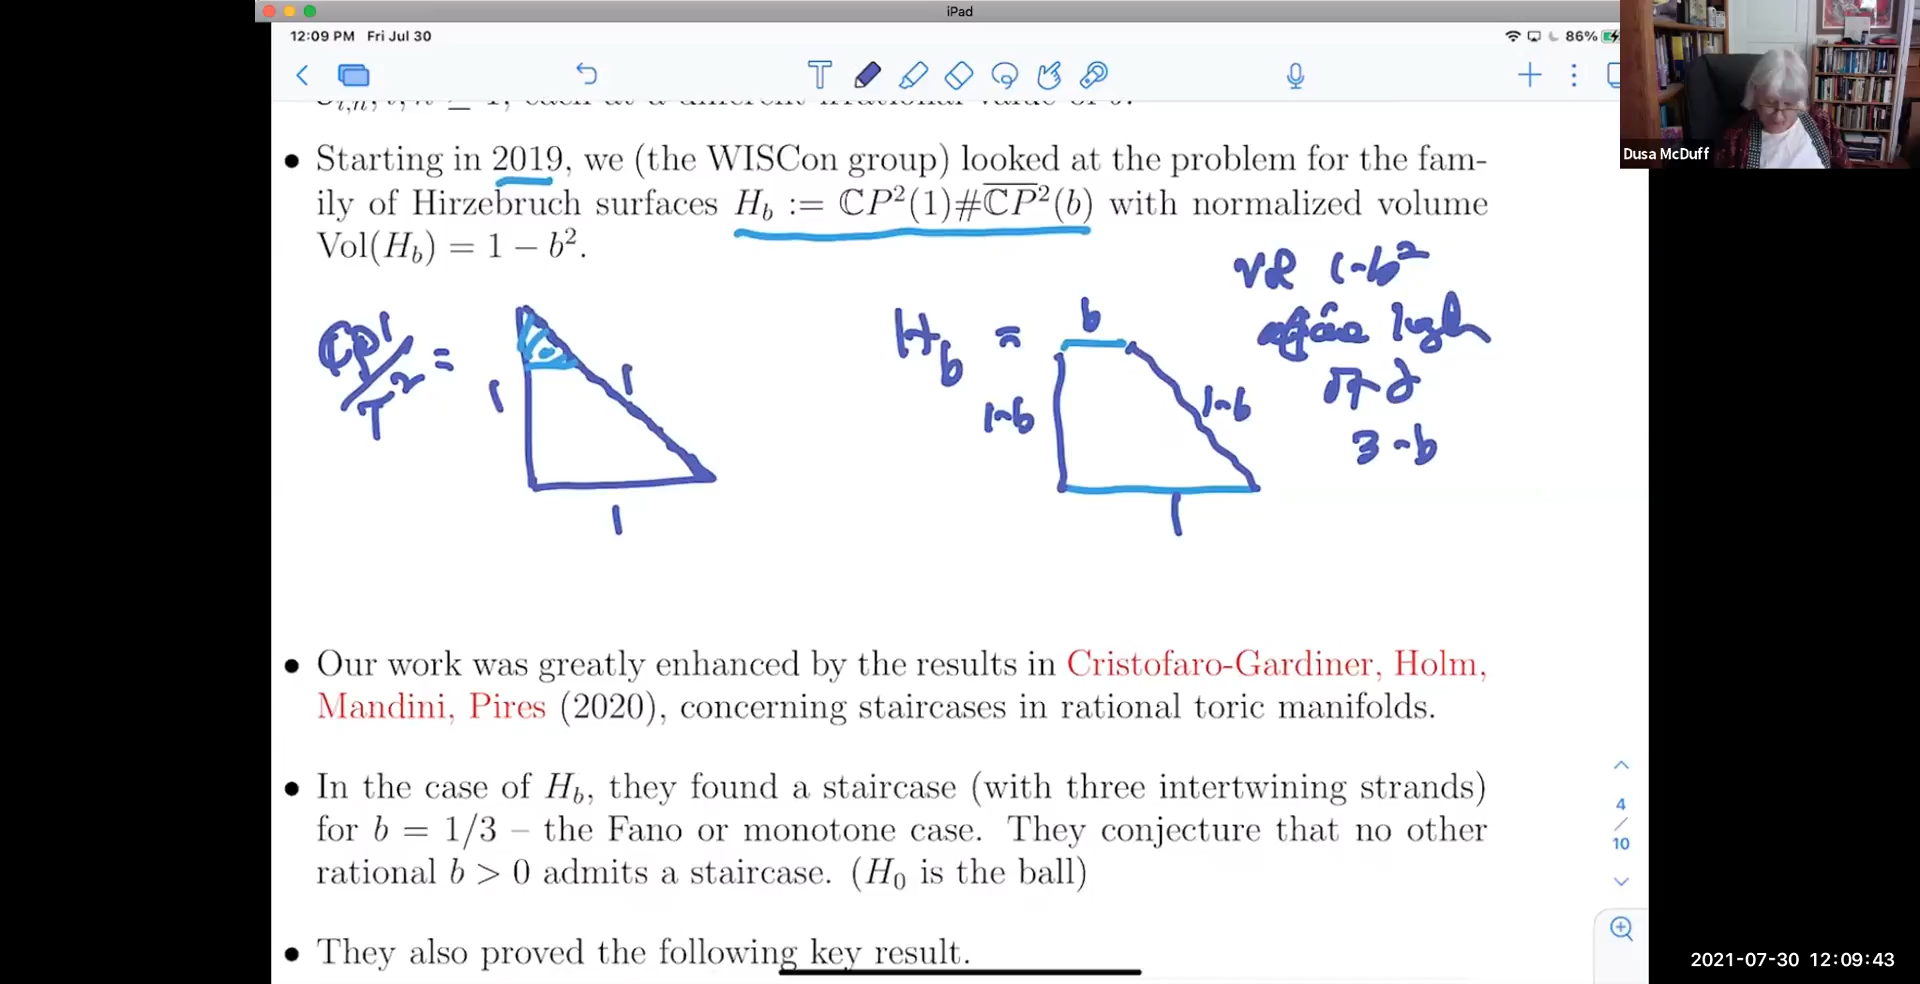 iPad
12:09 PM Fri Jul 30
86%
Dusa McDuff
• Starting in 2019, we (the WISCon group) looked at the problem for the fam-
ily of Hirzebruch surfaces H_b := ℂP²(1)#\overline{ℂP}²(b) with normalized volume
Vol(H_b) = 1 − b².
ℂP¹/T² =
1
1
1
H_b =
b
1-b
1-b
1
1-b²
affine length
of ∂
3-b
• Our work was greatly enhanced by the results in Cristofaro-Gardiner, Holm,
Mandini, Pires (2020), concerning staircases in rational toric manifolds.
• In the case of H_b, they found a staircase (with three intertwining strands)
for b = 1/3 – the Fano or monotone case. They conjecture that no other
rational b > 0 admits a staircase. (H₀ is the ball)
• They also proved the following key result.
4
/
10
2021-07-30 12:09:43